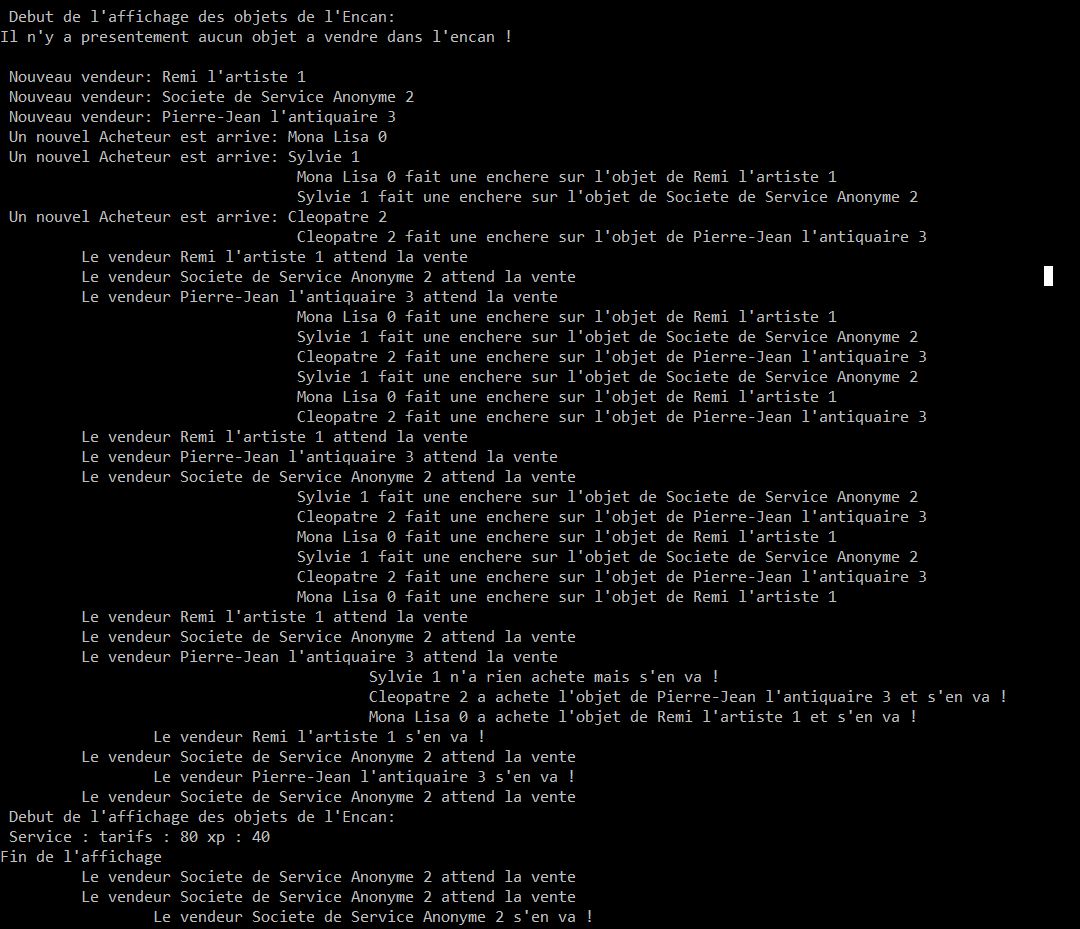 Debut de l'affichage des objets de l'Encan:
Il n'y a presentement aucun objet a vendre dans l'encan !
Nouveau vendeur: Remi l'artiste 1
Nouveau vendeur: Societe de Service Anonyme 2
Nouveau vendeur: Pierre-Jean l'antiquaire 3
Un nouvel Acheteur est arrive: Mona Lisa 0
Un nouvel Acheteur est arrive: Sylvie 1
Mona Lisa 0 fait une enchere sur l'objet de Remi l'artiste 1
Sylvie 1 fait une enchere sur l'objet de Societe de Service Anonyme 2
Un nouvel Acheteur est arrive: Cleopatre 2
Cleopatre 2 fait une enchere sur l'objet de Pierre-Jean l'antiquaire 3
Le vendeur Remi l'artiste 1 attend la vente
Le vendeur Societe de Service Anonyme 2 attend la vente
Le vendeur Pierre-Jean l'antiquaire 3 attend la vente
Mona Lisa 0 fait une enchere sur l'objet de Remi l'artiste 1
Sylvie 1 fait une enchere sur l'objet de Societe de Service Anonyme 2
Cleopatre 2 fait une enchere sur l'objet de Pierre-Jean l'antiquaire 3
Sylvie 1 fait une enchere sur l'objet de Societe de Service Anonyme 2
Mona Lisa 0 fait une enchere sur l'objet de Remi l'artiste 1
Cleopatre 2 fait une enchere sur l'objet de Pierre-Jean l'antiquaire 3
Le vendeur Remi l'artiste 1 attend la vente
Le vendeur Pierre-Jean l'antiquaire 3 attend la vente
Le vendeur Societe de Service Anonyme 2 attend la vente
Sylvie 1 fait une enchere sur l'objet de Societe de Service Anonyme 2
Cleopatre 2 fait une enchere sur l'objet de Pierre-Jean l'antiquaire 3
Mona Lisa 0 fait une enchere sur l'objet de Remi l'artiste 1
Sylvie 1 fait une enchere sur l'objet de Societe de Service Anonyme 2
Cleopatre 2 fait une enchere sur l'objet de Pierre-Jean l'antiquaire 3
Mona Lisa 0 fait une enchere sur l'objet de Remi l'artiste 1
Le vendeur Remi l'artiste 1 attend la vente
Le vendeur Societe de Service Anonyme 2 attend la vente
Le vendeur Pierre-Jean l'antiquaire 3 attend la vente
Sylvie 1 n'a rien achete mais s'en va !
Cleopatre 2 a achete l'objet de Pierre-Jean l'antiquaire 3 et s'en va !
Mona Lisa 0 a achete l'objet de Remi l'artiste 1 et s'en va !
Le vendeur Remi l'artiste 1 s'en va !
Le vendeur Societe de Service Anonyme 2 attend la vente
Le vendeur Pierre-Jean l'antiquaire 3 s'en va !
Le vendeur Societe de Service Anonyme 2 attend la vente
Debut de l'affichage des objets de l'Encan:
Service : tarifs : 80 xp : 40
Fin de l'affichage
Le vendeur Societe de Service Anonyme 2 attend la vente
Le vendeur Societe de Service Anonyme 2 attend la vente
Le vendeur Societe de Service Anonyme 2 s'en va !